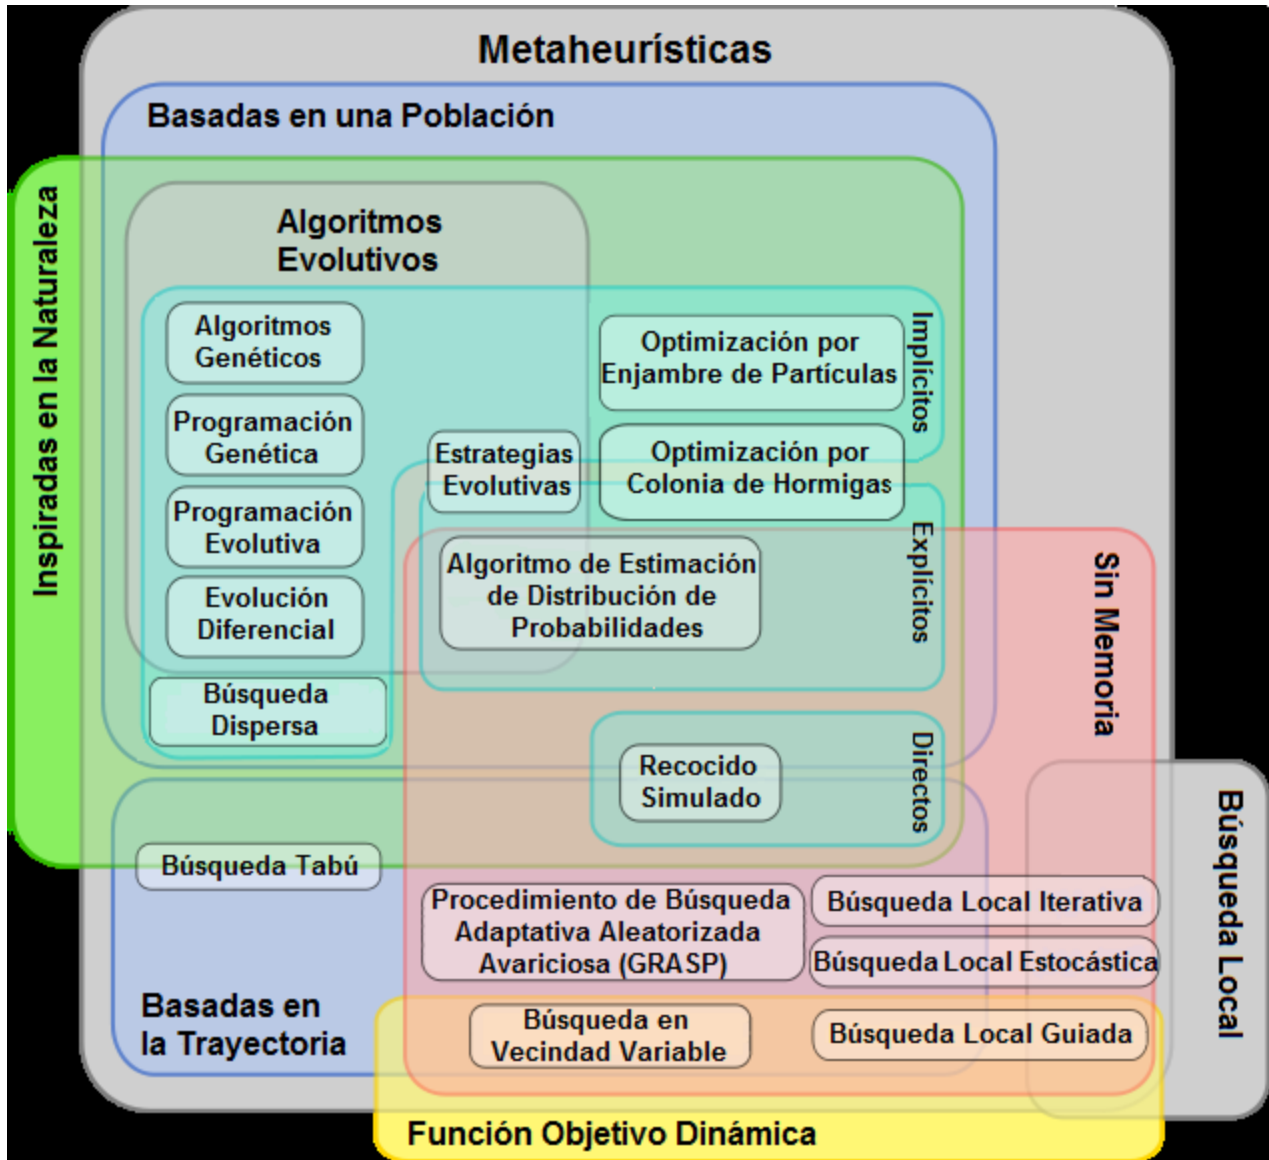 Metaheurísticas
Basadas en una Población
Inspiradas en la Naturaleza
Algoritmos
Evolutivos
Algoritmos
Genéticos
Programación
Genética
Programación
Evolutiva
Evolución
Diferencial
Búsqueda
Dispersa
Estrategias
Evolutivas
Optimización por
Enjambre de Partículas
Optimización por
Colonia de Hormigas
Implícitos
Explícitos
Algoritmo de Estimación
de Distribución de
Probabilidades
Sin Memoria
Directos
Recocido
Simulado
Búsqueda Tabú
Procedimiento de Búsqueda
Adaptativa Aleatorizada
Avariciosa (GRASP)
Búsqueda Local Iterativa
Búsqueda Local Estocástica
Búsqueda Local
Basadas en
la Trayectoria
Búsqueda en
Vecindad Variable
Búsqueda Local Guiada
Función Objetivo Dinámica